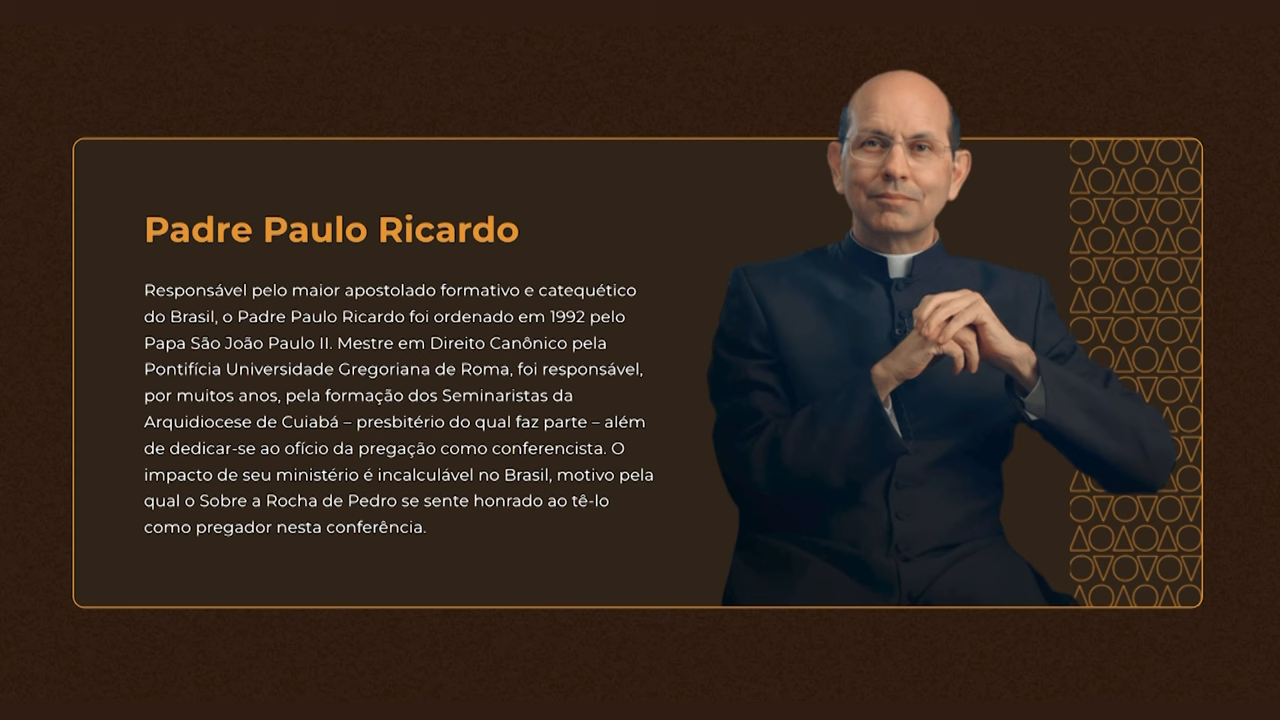 Padre Paulo Ricardo
Responsável pelo maior apostolado formativo e catequético
do Brasil, o Padre Paulo Ricardo foi ordenado em 1992 pelo
Papa São João Paulo II. Mestre em Direito Canônico pela
Pontifícia Universidade Gregoriana de Roma, foi responsável,
por muitos anos, pela formação dos Seminaristas da
Arquidiocese de Cuiabá – presbitério do qual faz parte – além
de dedicar-se ao ofício da pregação como conferencista. O
impacto de seu ministério é incalculável no Brasil, motivo pela
qual o Sobre a Rocha de Pedro se sente honrado ao tê-lo
como pregador nesta conferência.